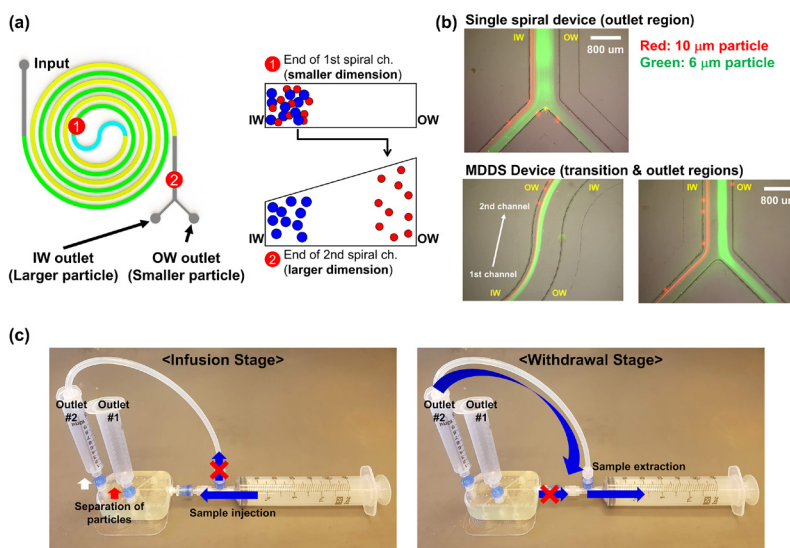 (a)
Input
1
2
IW outlet
(Larger particle)
OW outlet
(Smaller particle)
1 End of 1st spiral ch.
(smaller dimension)
IW
OW
IW
OW
2 End of 2nd spiral ch.
(larger dimension)
(b)
Single spiral device (outlet region)
IW
OW
800 um
Red: 10 μm particle
Green: 6 μm particle
MDDS Device (transition & outlet regions)
OW
IW
2nd channel
1st channel
IW
OW
IW
OW
800 um
(c)
<Infusion Stage>
Outlet
#2
Outlet
#1
Separation of
particles
Sample injection
<Withdrawal Stage>
Outlet
#2
Outlet
#1
Sample extraction